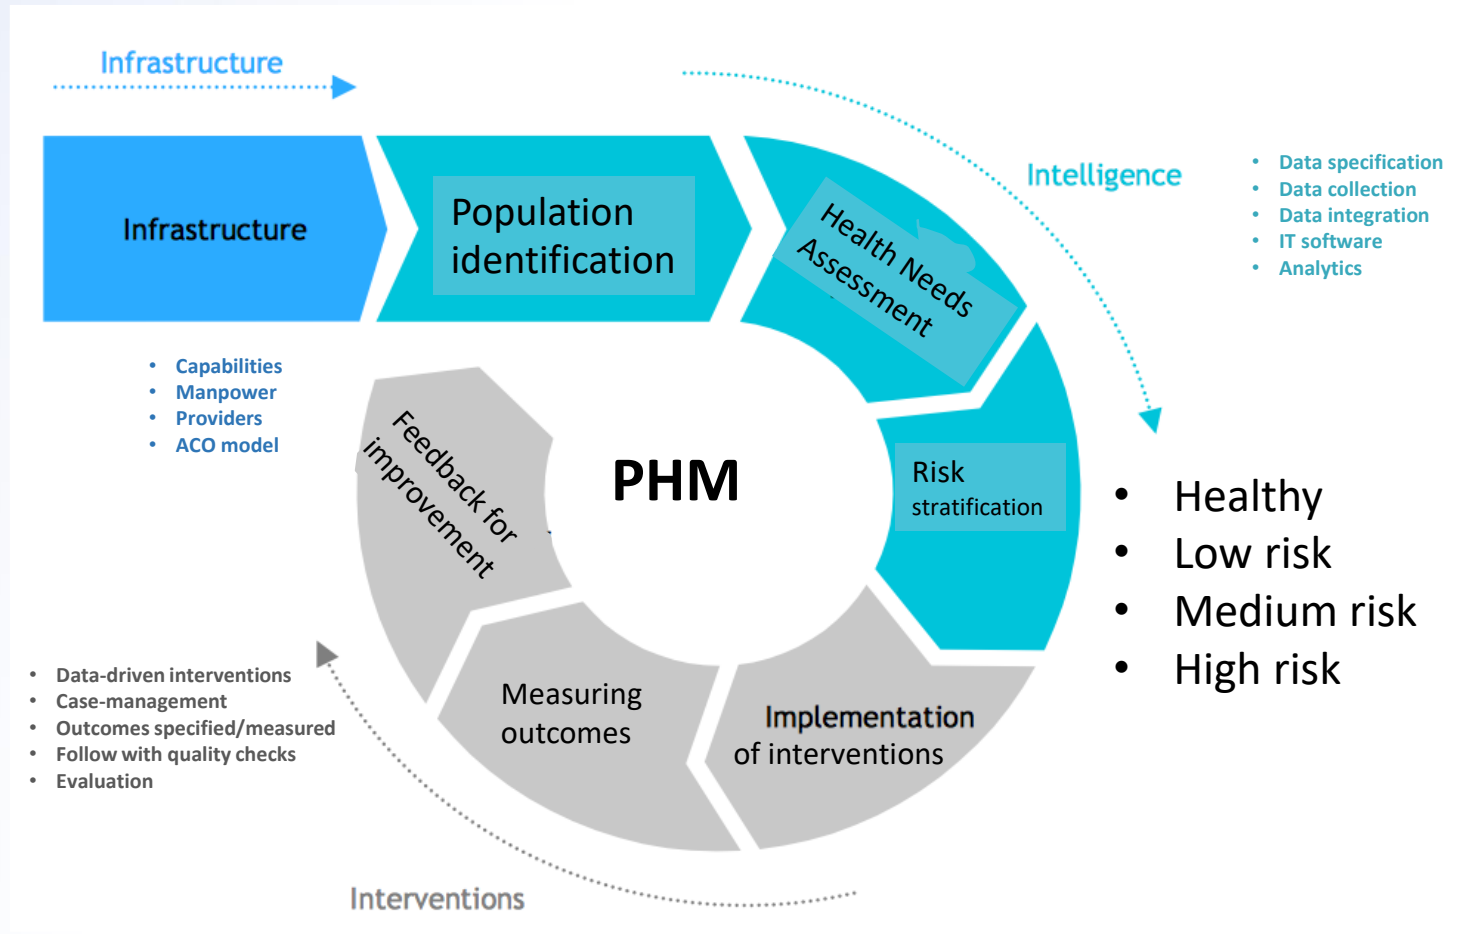 Infrastructure
Infrastructure
Population
identification
Health Needs
Assessment
Intelligence
• Data specification
• Data collection
• Data integration
• IT software
• Analytics
• Capabilities
• Manpower
• Providers
• ACO model
PHM
Risk
stratification
• Healthy
• Low risk
• Medium risk
• High risk
Implementation
of interventions
Measuring
outcomes
Feedback for
improvement
• Data-driven interventions
• Case-management
• Outcomes specified/measured
• Follow with quality checks
• Evaluation
Interventions